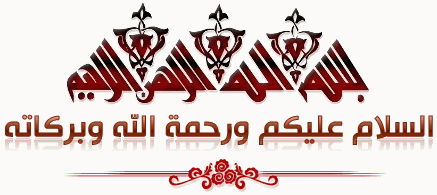 بسم الله الرحمن الرحيم
السلام عليكم ورحمة الله وبركاته